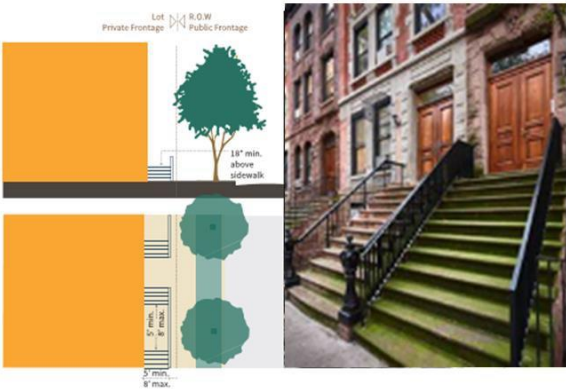 Lot
Private Frontage
R.O.W
Public Frontage
18" min.
above
sidewalk
5' min.
8' max.
5' min.
8' max.